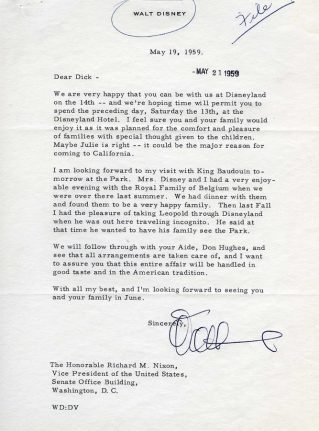 WALT DISNEY
File
May 19, 1959.
- MAY 21 1959
Dear Dick -
We are very happy that you can be with us at Disneyland
on the 14th -- and we're hoping time will permit you to
spend the preceding day, Saturday the 13th, at the
Disneyland Hotel. I feel sure you and your family would
enjoy it as it was planned for the comfort and pleasure
of families with special thought given to the children.
Maybe Julie is right -- it could be the major reason for
coming to California.
I am looking forward to my visit with King Baudouin to-
morrow at the Park. Mrs. Disney and I had a very enjoy-
able evening with the Royal Family of Belgium when we
were over there last summer. We had dinner with them
and found them to be a very happy family. Then last Fall
I had the pleasure of taking Leopold through Disneyland
when he was out here traveling incognito. He said at
that time he wanted to have his family see the Park.
We will follow through with your Aide, Don Hughes, and
see that all arrangements are taken care of, and I want
to assure you that this entire affair will be handled in
good taste and in the American tradition.
With all my best, and I'm looking forward to seeing you
and your family in June.
Sincerely,
Walt
The Honorable Richard M. Nixon,
Vice President of the United States,
Senate Office Building,
Washington, D. C.
WD:DV